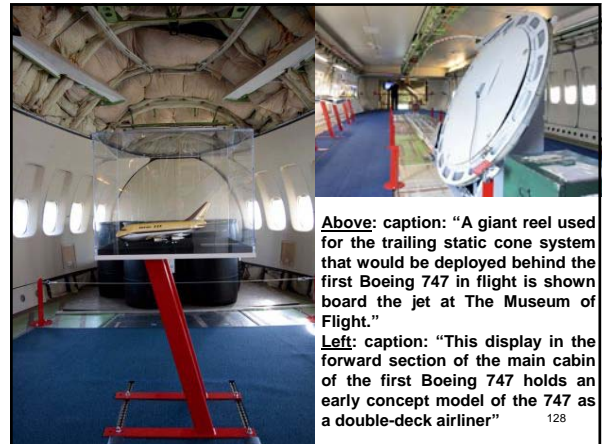 Above: caption: “A giant reel used
for the trailing static cone system
that would be deployed behind the
first Boeing 747 in flight is shown
board the jet at The Museum of
Flight.”
Left: caption: “This display in the
forward section of the main cabin
of the first Boeing 747 holds an
early concept model of the 747 as
a double-deck airliner”
128